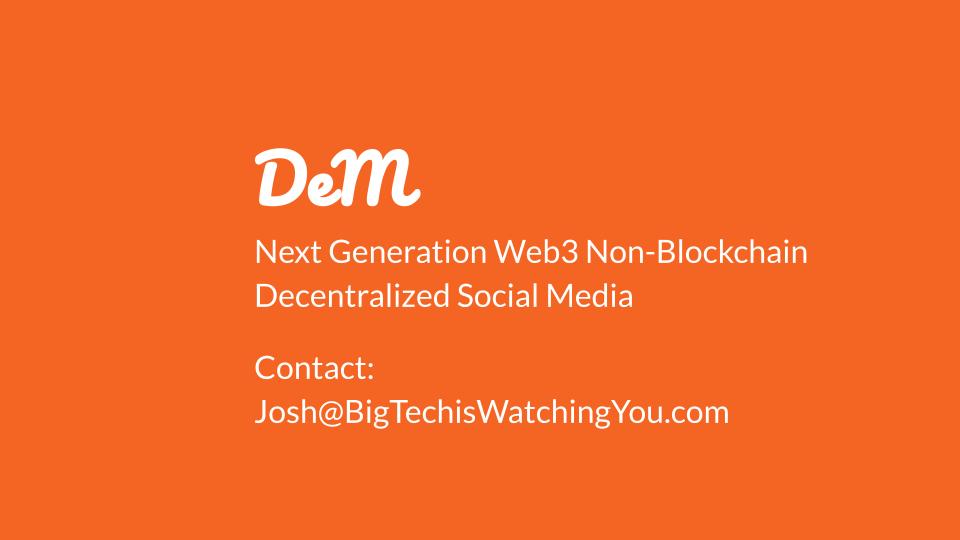 DeM
Next Generation Web3 Non-Blockchain
Decentralized Social Media
Contact:
Josh@BigTechisWatchingYou.com